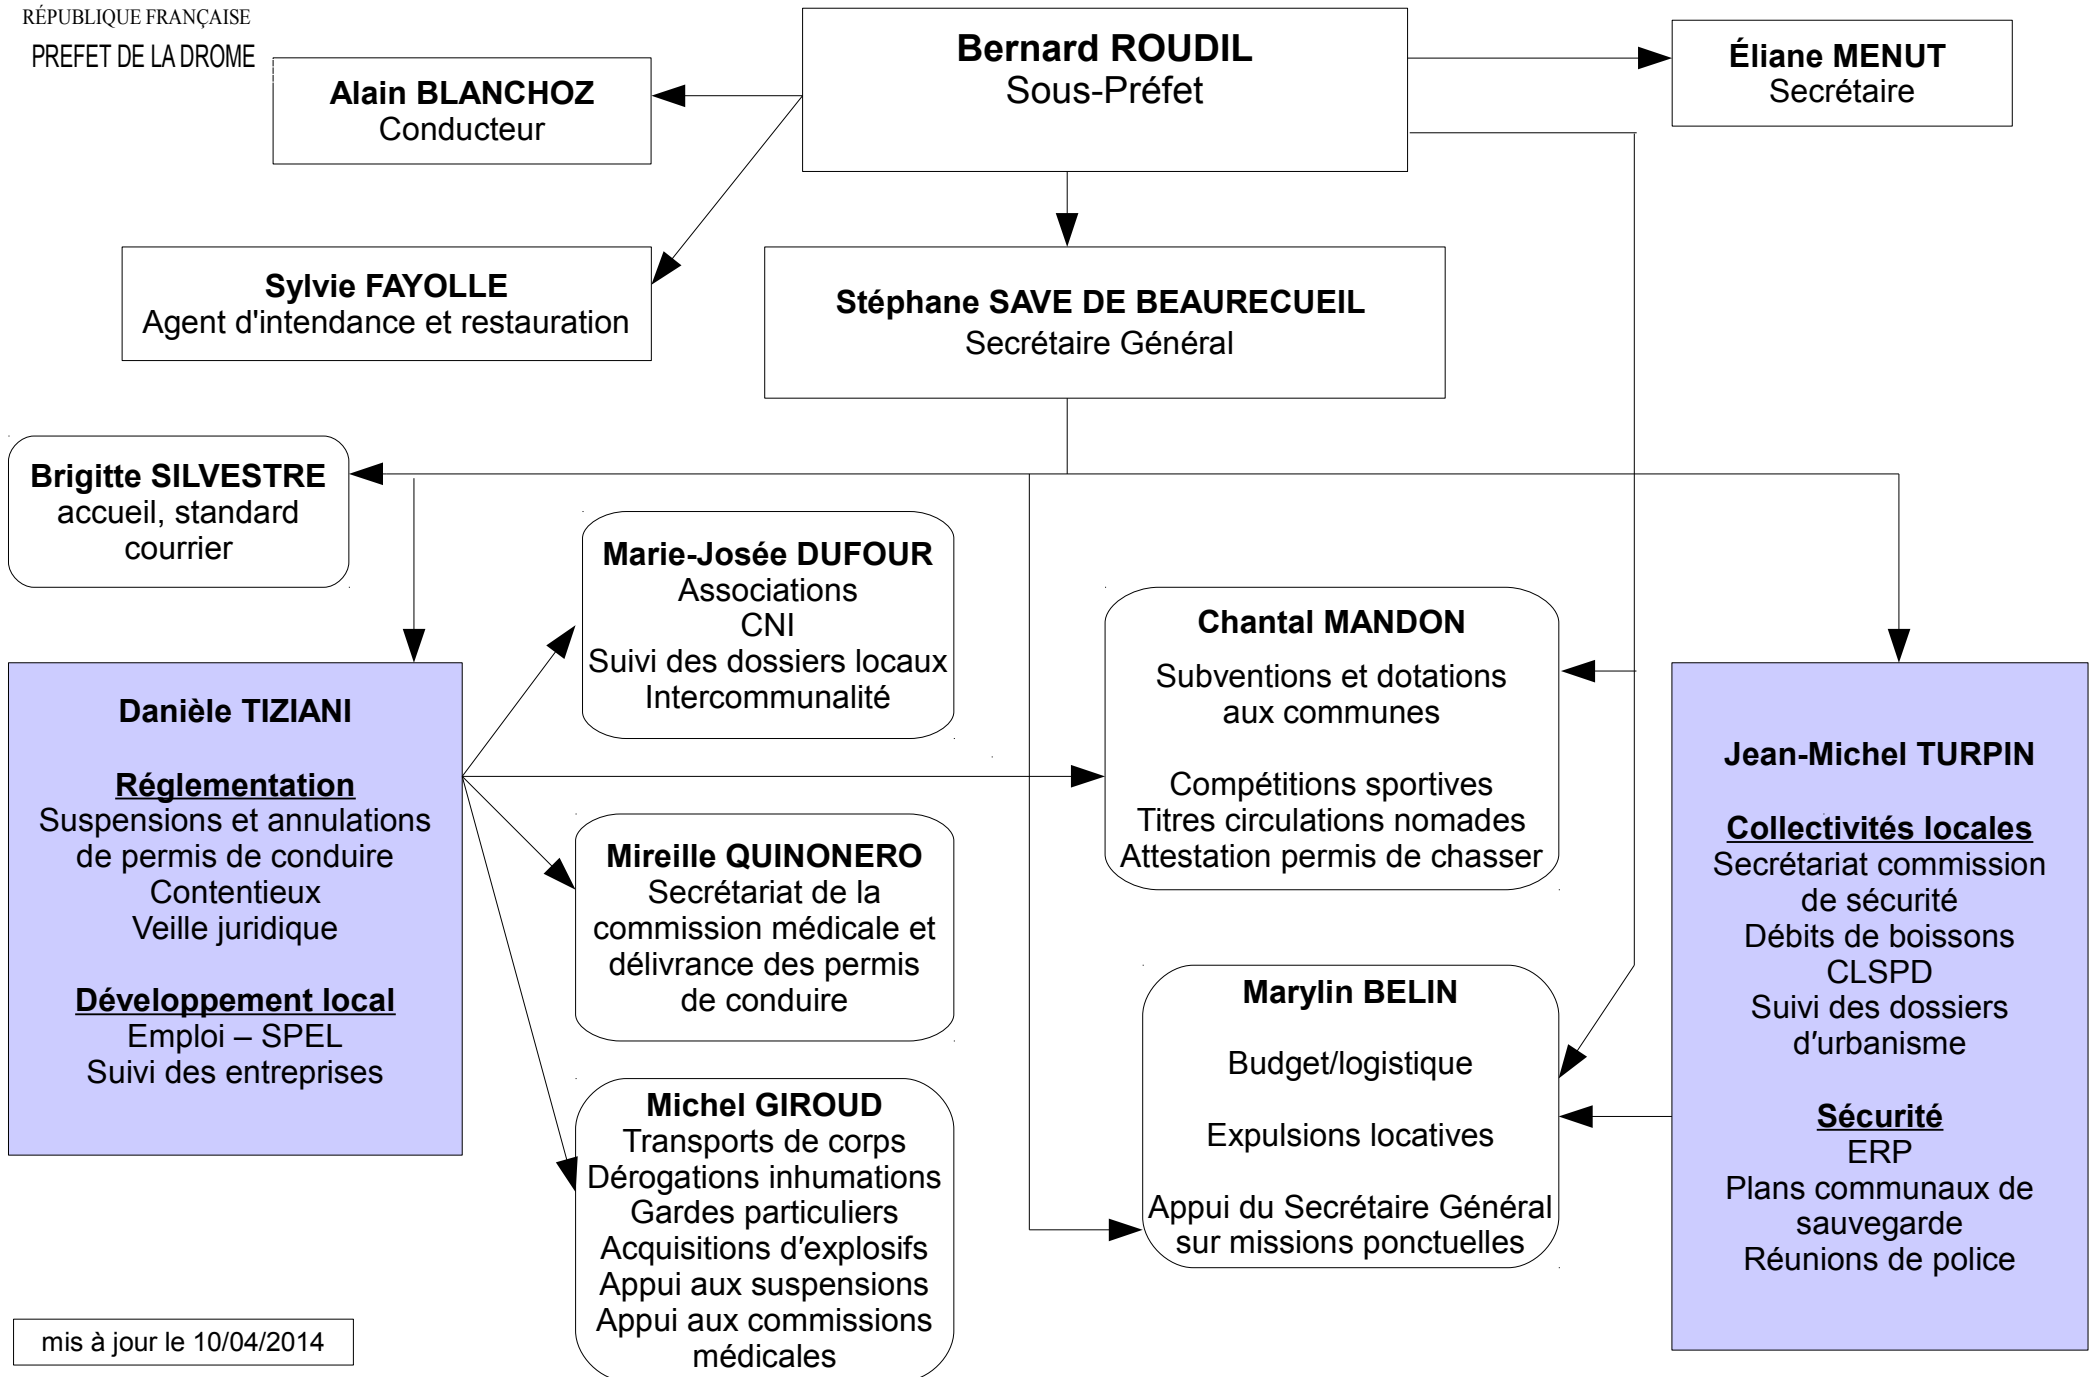 RÉPUBLIQUE FRANÇAISE
PREFET DE LA DROME
Bernard ROUDIL
Sous-Préfet
Éliane MENUT
Secrétaire
Alain BLANCHOZ
Conducteur
Sylvie FAYOLLE
Agent d'intendance et restauration
Stéphane SAVE DE BEAURECUEIL
Secrétaire Général
Brigitte SILVESTRE
accueil, standard
courrier
Marie-Josée DUFOUR
Associations
CNI
Suivi des dossiers locaux
Intercommunalité
Chantal MANDON
Subventions et dotations
aux communes
Compétitions sportives
Titres circulations nomades
Attestation permis de chasser
Danièle TIZIANI
Réglementation
Suspensions et annulations
de permis de conduire
Contentieux
Veille juridique
Développement local
Emploi – SPEL
Suivi des entreprises
Jean-Michel TURPIN
Collectivités locales
Secrétariat commission
de sécurité
Débits de boissons
CLSPD
Suivi des dossiers
d'urbanisme
Sécurité
ERP
Plans communaux de
sauvegarde
Réunions de police
Mireille QUINONERO
Secrétariat de la
commission médicale et
délivrance des permis
de conduire
Marylin BELIN
Budget/logistique
Expulsions locatives
Appui du Secrétaire Général
sur missions ponctuelles
Michel GIROUD
Transports de corps
Dérogations inhumations
Gardes particuliers
Acquisitions d'explosifs
Appui aux suspensions
Appui aux commissions
médicales
mis à jour le 10/04/2014